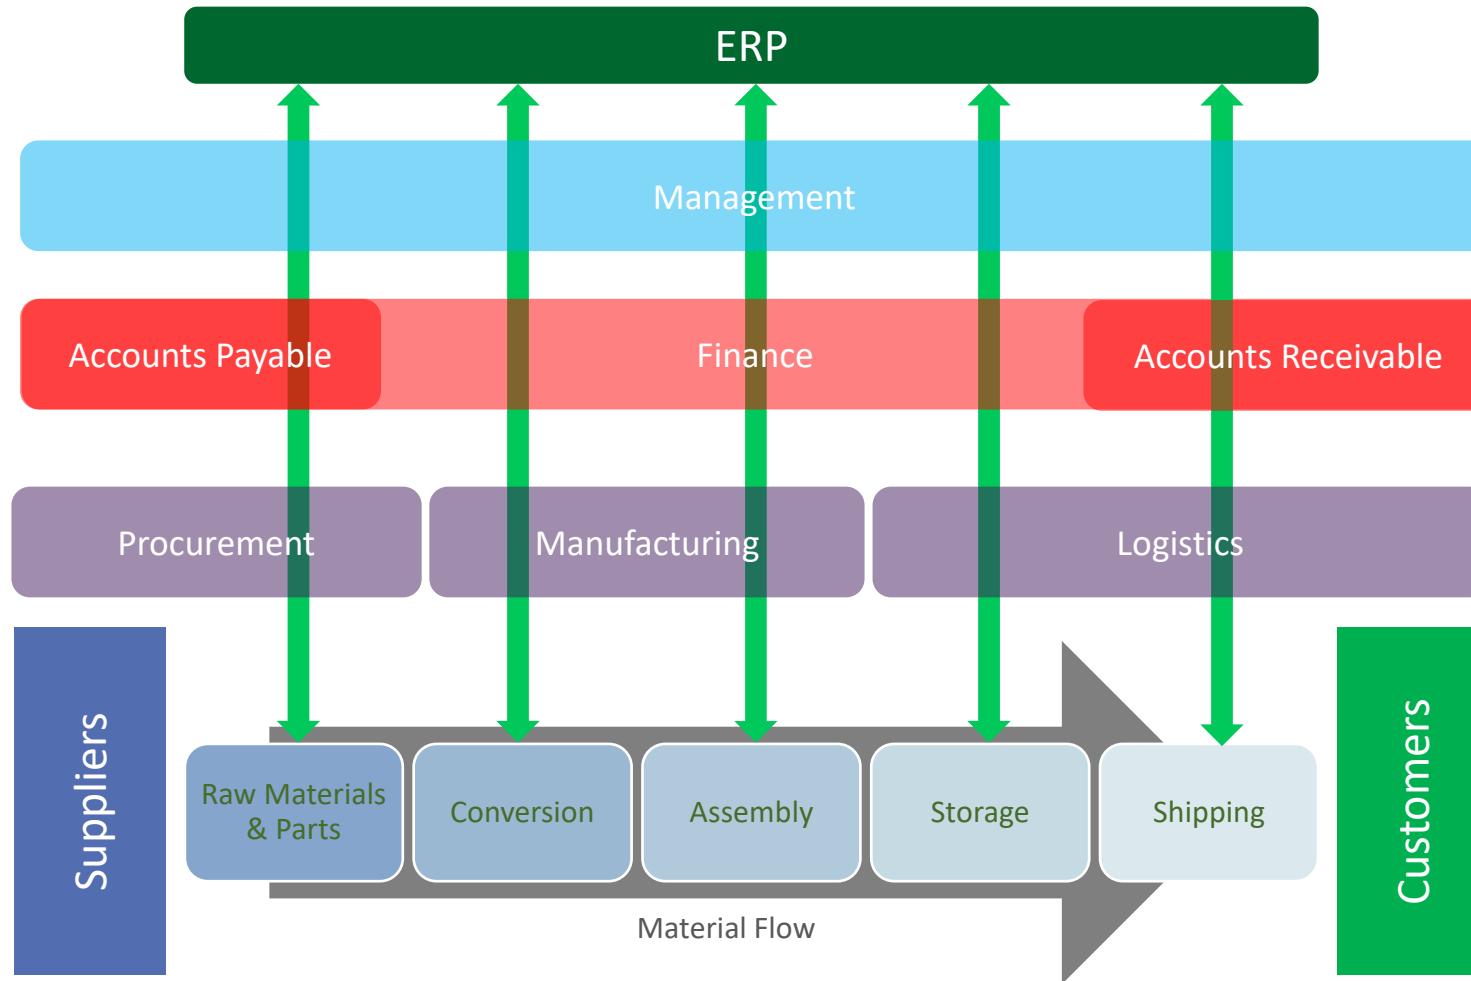 ERP
Management
Accounts Payable
Finance
Accounts Receivable
Procurement
Manufacturing
Logistics
Suppliers
Raw Materials
& Parts
Conversion
Assembly
Storage
Shipping
Customers
Material Flow